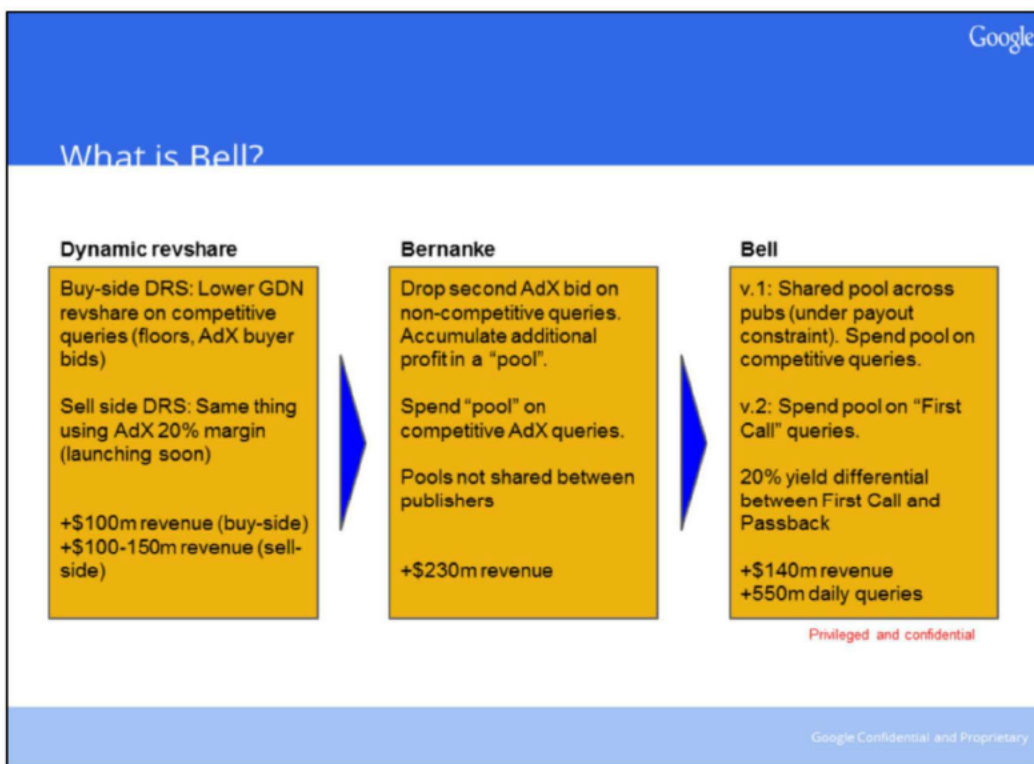 Google
What is Bell?
Dynamic revshare
Buy-side DRS: Lower GDN
revshare on competitive
queries (floors, AdX buyer
bids)
Sell side DRS: Same thing
using AdX 20% margin
(launching soon)
+$100m revenue (buy-side)
+$100-150m revenue (sell-
side)
Bernanke
Drop second AdX bid on
non-competitive queries.
Accumulate additional
profit in a “pool”.
Spend “pool” on
competitive AdX queries.
Pools not shared between
publishers
+$230m revenue
Bell
v.1: Shared pool across
pubs (under payout
constraint). Spend pool on
competitive queries.
v.2: Spend pool on “First
Call” queries.
20% yield differential
between First Call and
Passback
+$140m revenue
+550m daily queries
Privileged and confidential
Google Confidential and Proprietary